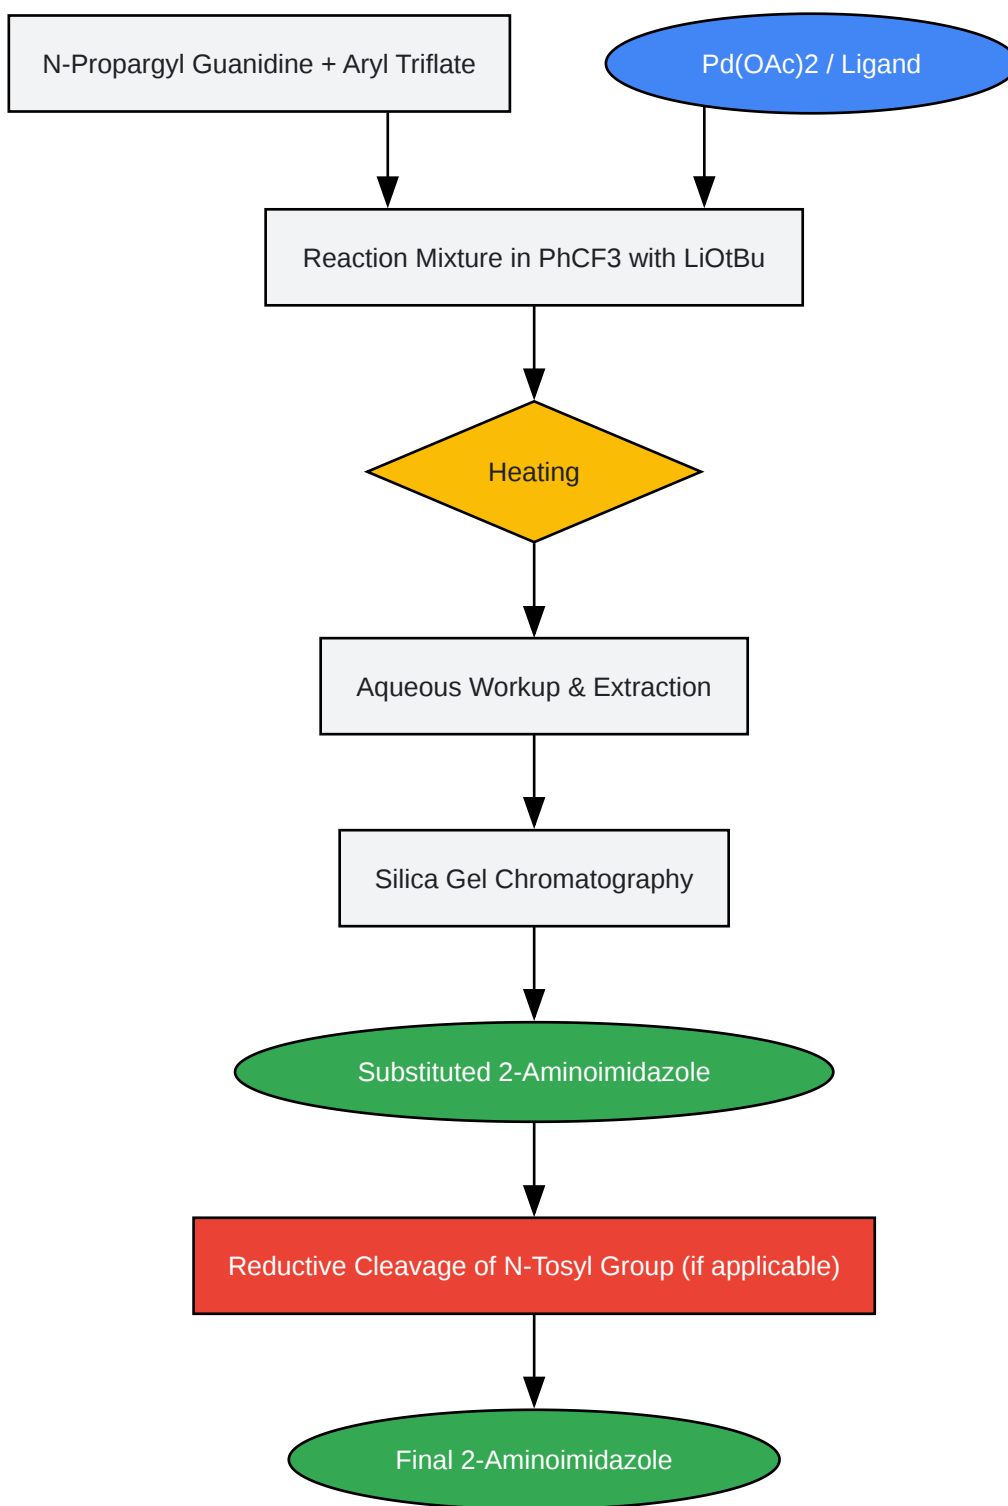 N-Propargyl Guanidine + Aryl Triflate
Pd(OAc)2 / Ligand
Reaction Mixture in PhCF3 with LiOtBu
Heating
Aqueous Workup & Extraction
Silica Gel Chromatography
Substituted 2-Aminoimidazole
Reductive Cleavage of N-Tosyl Group (if applicable)
Final 2-Aminoimidazole